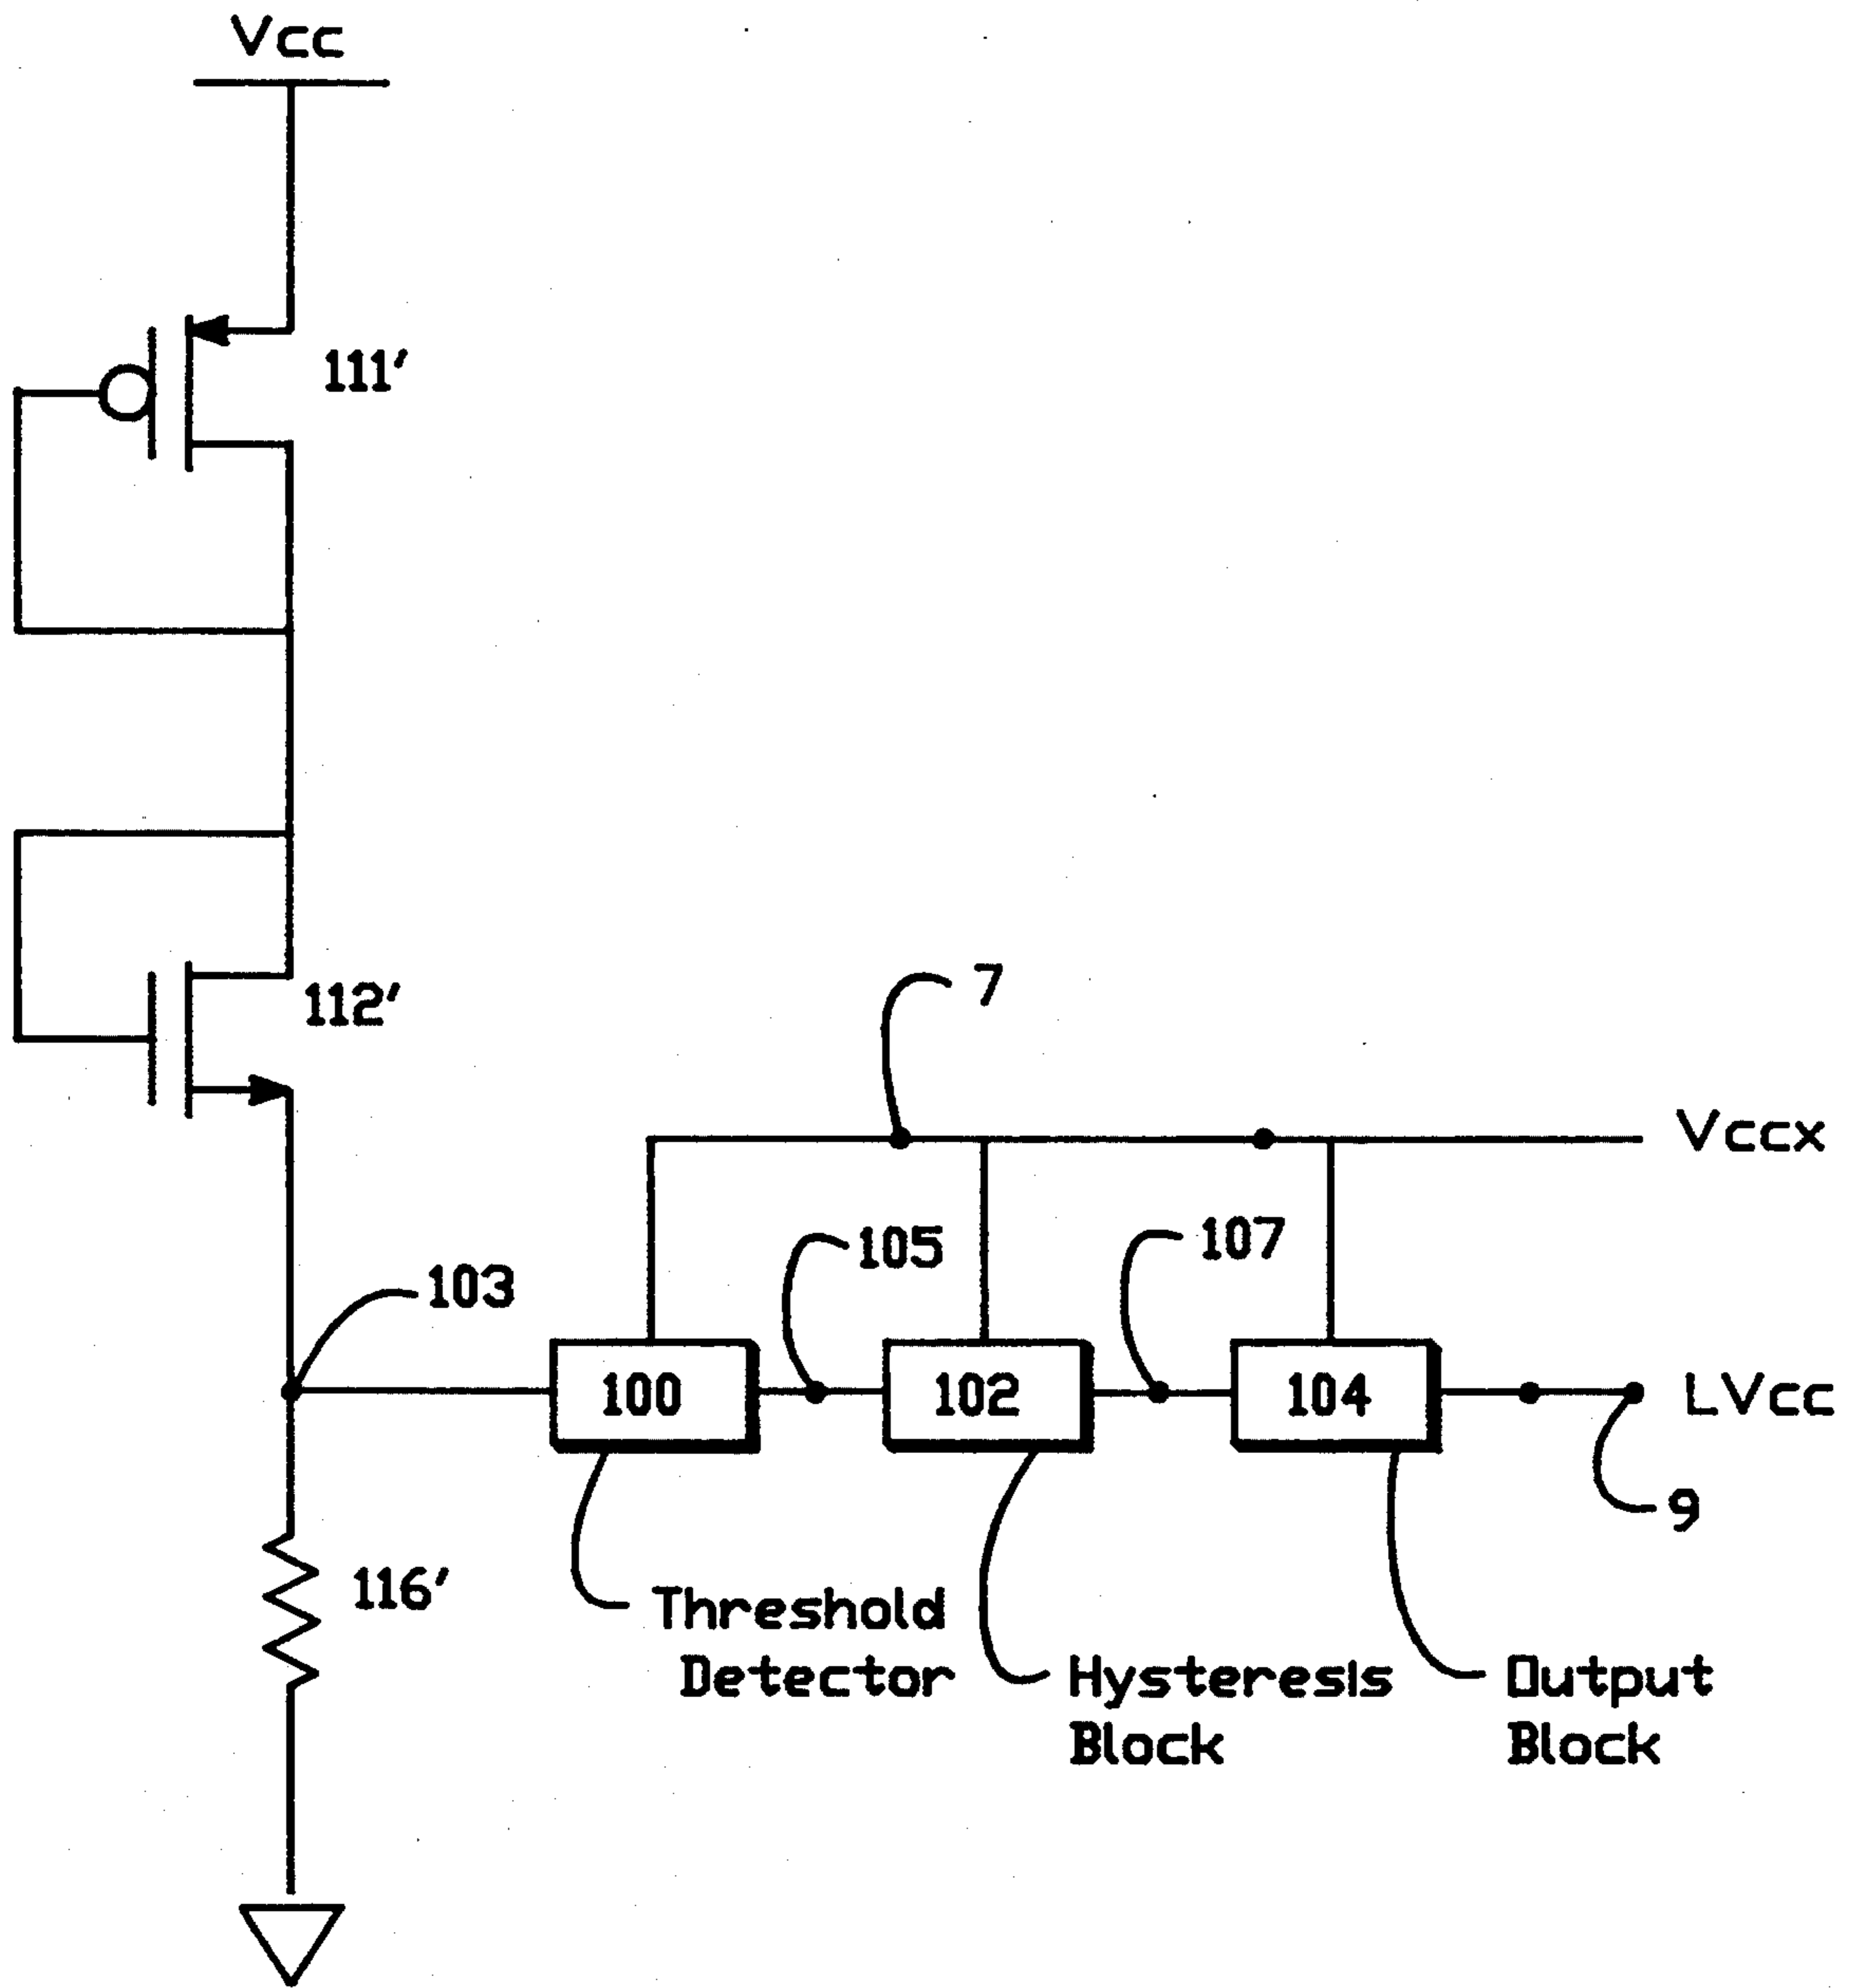 Vcc
111'
112'
7
Vccx
105
107
103
100
102
104
LVcc
9
116'
Threshold
Detector
Hysteresis
Block
Output
Block